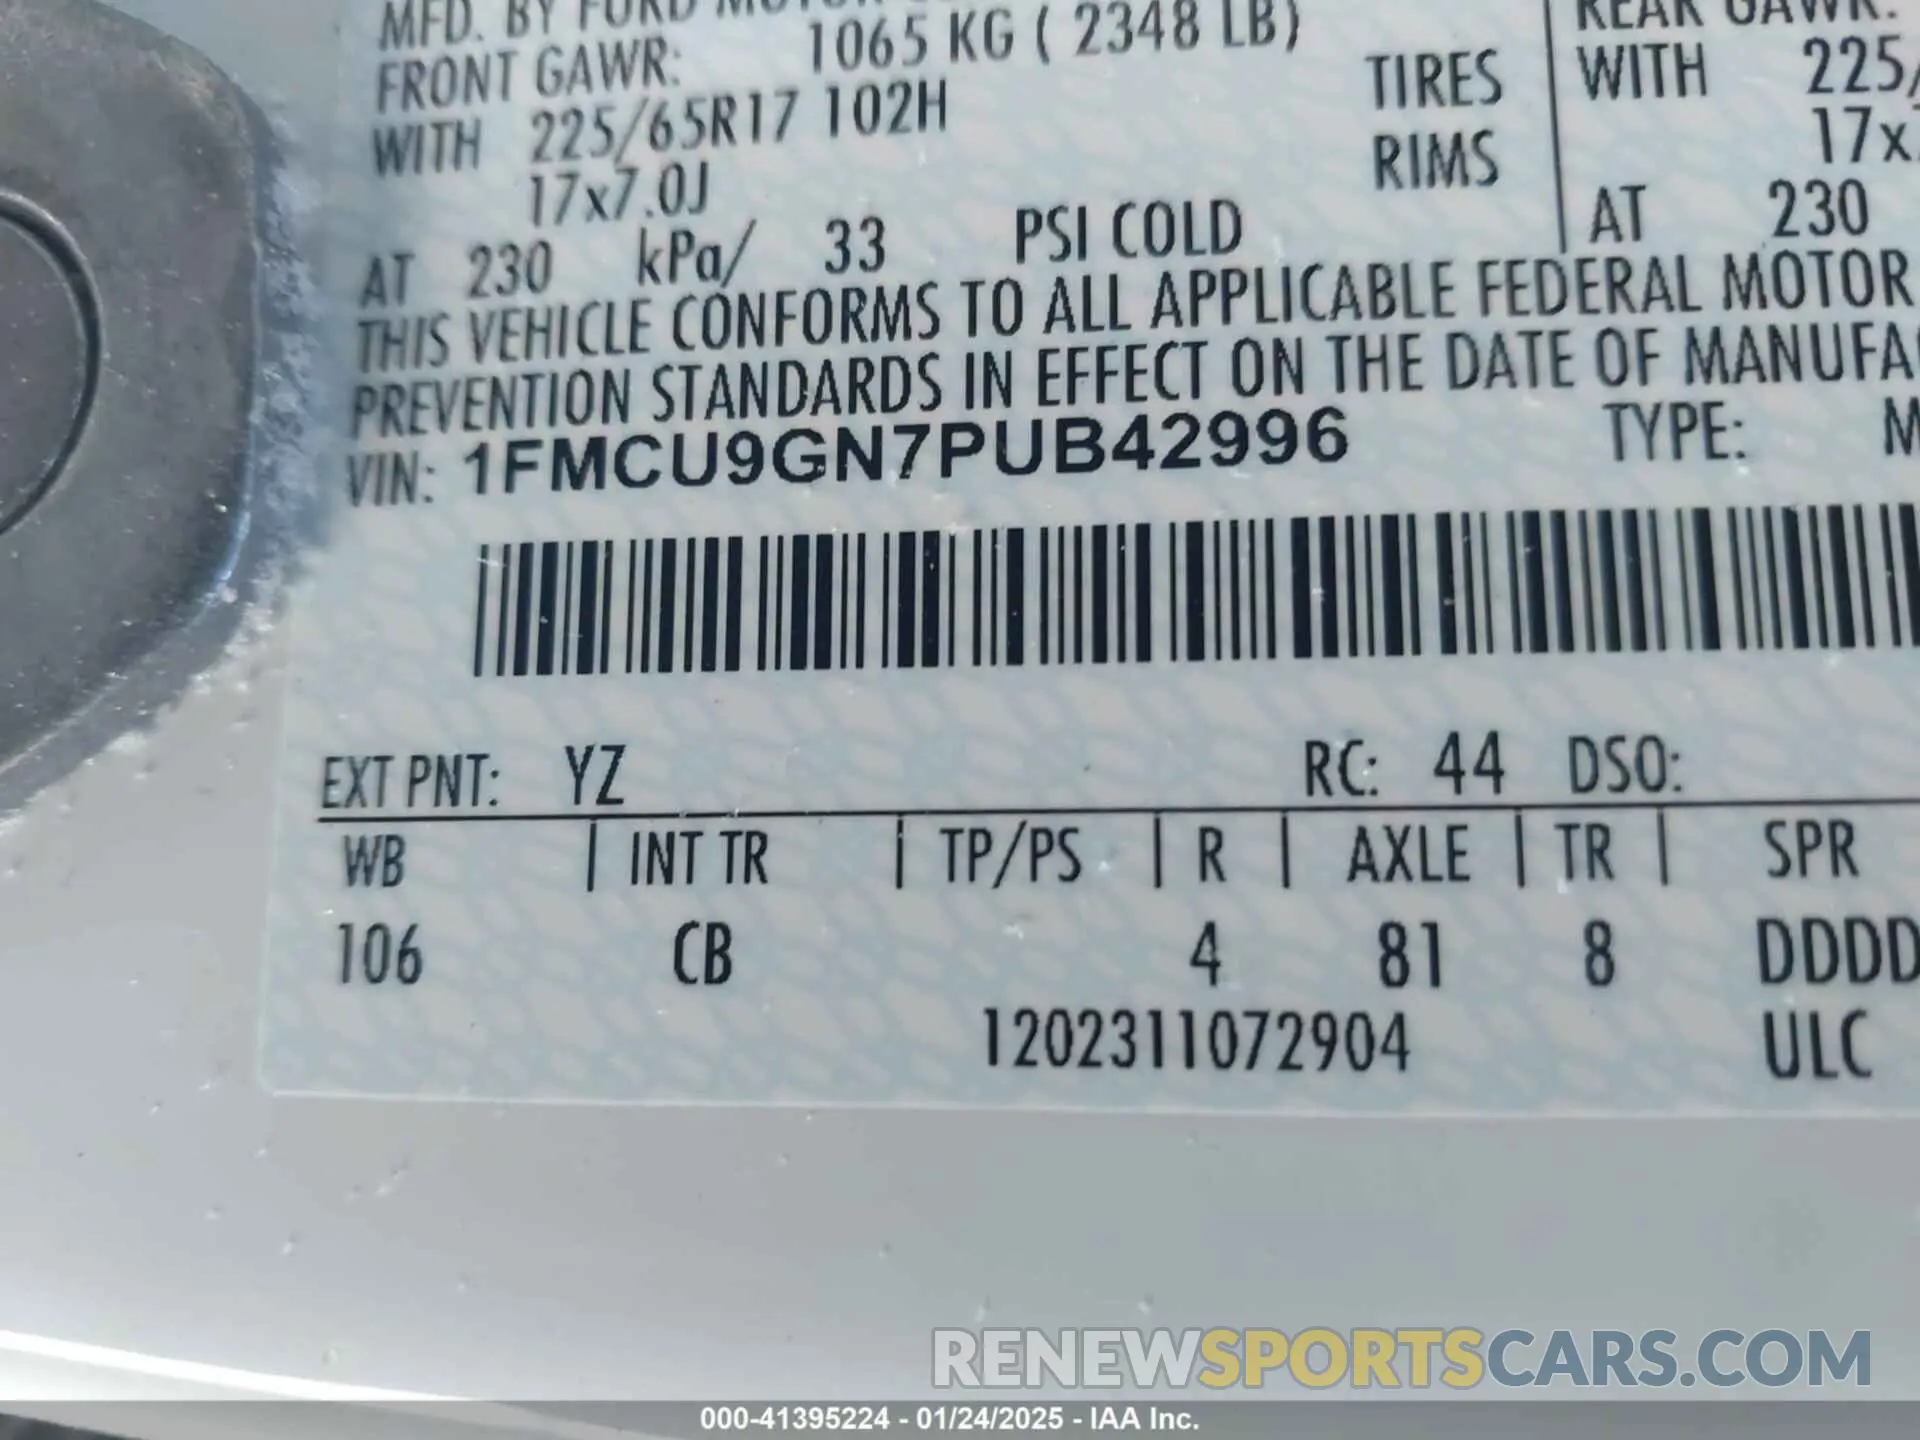 MFD. BY FORD MOTOR
FRONT GAWR: 1065 KG ( 2348 LB)
WITH 225/65R17 102H TIRES
17x7.0J RIMS
AT 230 kPa/ 33 PSI COLD
REAR GAWR:
WITH 225/
17x
AT 230
THIS VEHICLE CONFORMS TO ALL APPLICABLE FEDERAL MOTOR
PREVENTION STANDARDS IN EFFECT ON THE DATE OF MANUFA
VIN: 1FMCU9GN7PUB42996 TYPE: M
EXT PNT: YZ RC: 44 DSO:
WB | INT TR | TP/PS | R | AXLE | TR | SPR
106 CB 4 81 8 DDDD
1202311072904 ULC
RENEWSPORTSCARS.COM
000-41395224 - 01/24/2025 - IAA Inc.